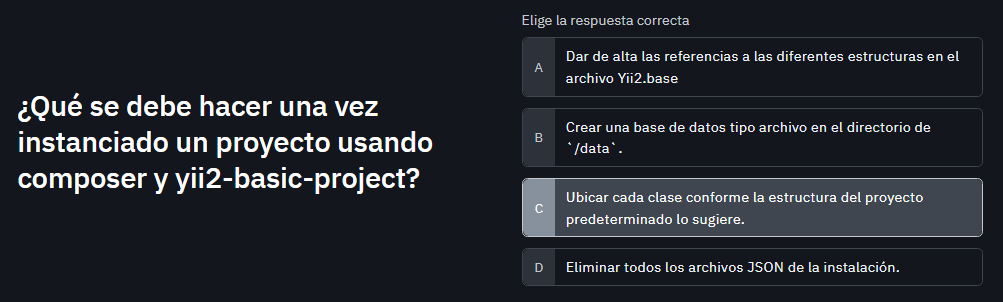 Elige la respuesta correcta
¿Qué se debe hacer una vez
instanciado un proyecto usando
composer y yii2-basic-project?
A
Dar de alta las referencias a las diferentes estructuras en el
archivo Yii2.base
B
Crear una base de datos tipo archivo en el directorio de
`/data`.
C
Ubicar cada clase conforme la estructura del proyecto
predeterminado lo sugiere.
D
Eliminar todos los archivos JSON de la instalación.